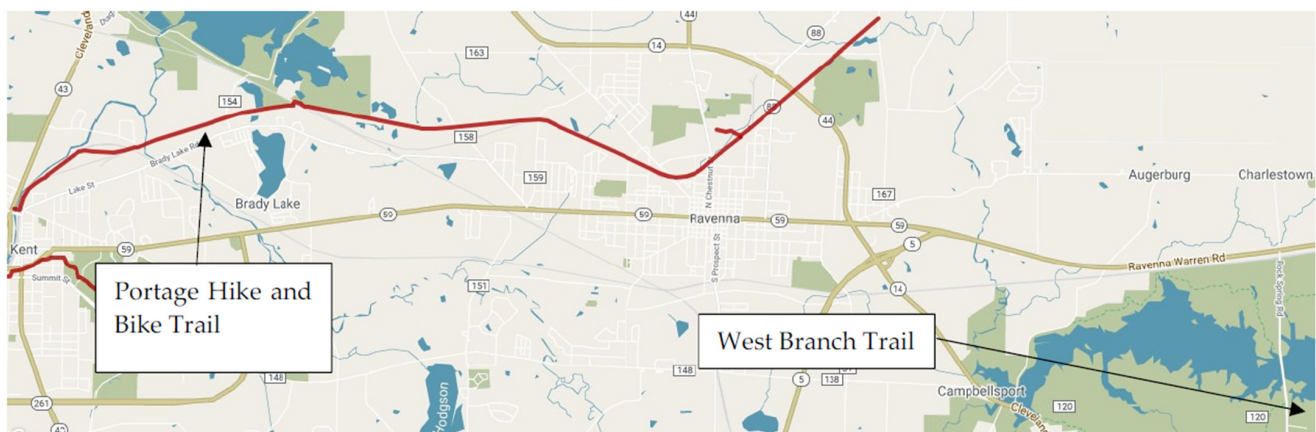 44
88
Cleveland
14
163
43
154
88
44
158
Brady Lake Rd
Lake St
159
N Chestnut St
167
Augerburg
Charlestown
Brady Lake
59
59
Ravenna
59
59
Kent
59
5
Ravenna Warren Rd
Summit St
S Prospect St
Rock Spring Rd
Portage Hike and
Bike Trail
151
14
West Branch Trail
148
148
5
138
Campbellsport
Hodgson
261
120
120